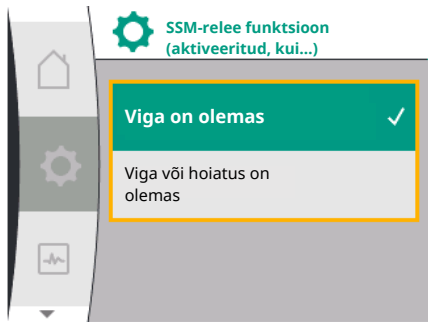 SSM-relee funktsioon
(aktiveeritud, kui...)
Viga on olemas
Viga või hoiatus on
olemas